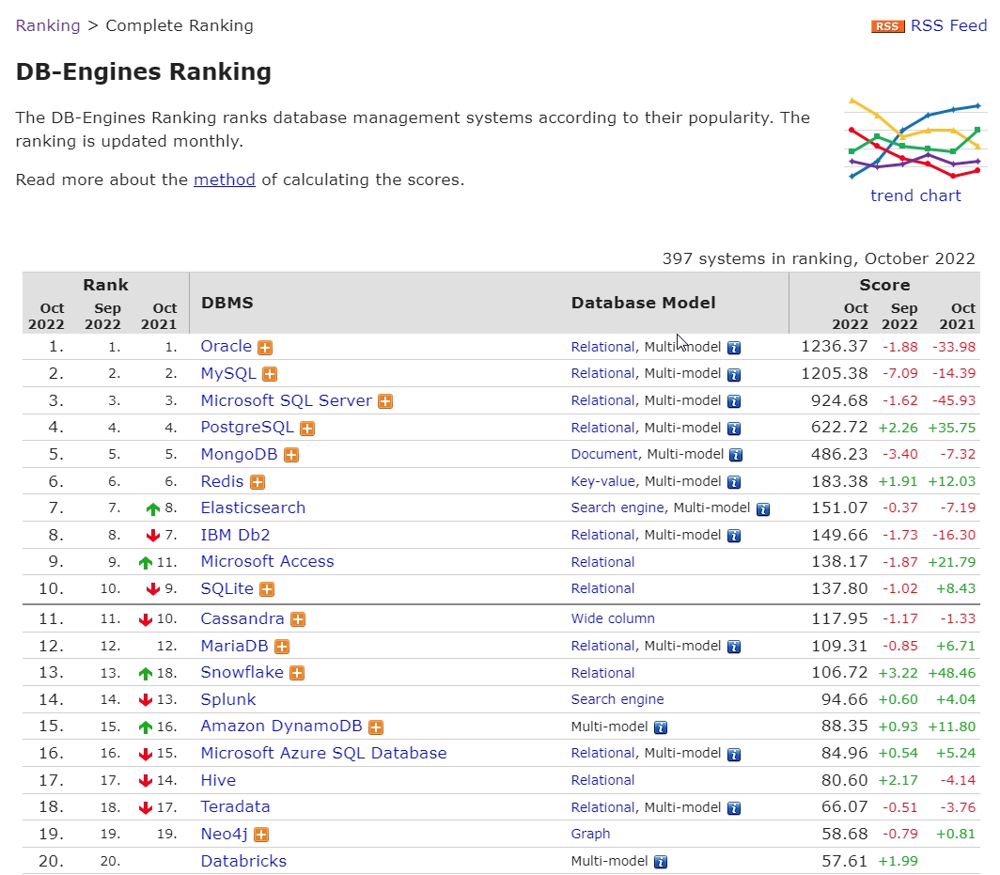 Ranking > Complete Ranking
RSS RSS Feed
DB-Engines Ranking
The DB-Engines Ranking ranks database management systems according to their popularity. The
ranking is updated monthly.
Read more about the method of calculating the scores.
trend chart
397 systems in ranking, October 2022
Rank DBMS Database Model Score
Oct 2022 Sep 2022 Oct 2021 Oct 2022 Sep 2022 Oct 2021
1. 1. 1. Oracle Relational, Multi-model 1236.37 -1.88 -33.98
2. 2. 2. MySQL Relational, Multi-model 1205.38 -7.09 -14.39
3. 3. 3. Microsoft SQL Server Relational, Multi-model 924.68 -1.62 -45.93
4. 4. 4. PostgreSQL Relational, Multi-model 622.72 +2.26 +35.75
5. 5. 5. MongoDB Document, Multi-model 486.23 -3.40 -7.32
6. 6. 6. Redis Key-value, Multi-model 183.38 +1.91 +12.03
7. 7. 8. Elasticsearch Search engine, Multi-model 151.07 -0.37 -7.19
8. 8. 7. IBM Db2 Relational, Multi-model 149.66 -1.73 -16.30
9. 9. 11. Microsoft Access Relational 138.17 -1.87 +21.79
10. 10. 9. SQLite Relational 137.80 -1.02 +8.43
11. 11. 10. Cassandra Wide column 117.95 -1.17 -1.33
12. 12. 12. MariaDB Relational, Multi-model 109.31 -0.85 +6.71
13. 13. 18. Snowflake Relational 106.72 +3.22 +48.46
14. 14. 13. Splunk Search engine 94.66 +0.60 +4.04
15. 15. 16. Amazon DynamoDB Multi-model 88.35 +0.93 +11.80
16. 16. 15. Microsoft Azure SQL Database Relational, Multi-model 84.96 +0.54 +5.24
17. 17. 14. Hive Relational 80.60 +2.17 -4.14
18. 18. 17. Teradata Relational, Multi-model 66.07 -0.51 -3.76
19. 19. 19. Neo4j Graph 58.68 -0.79 +0.81
20. 20. Databricks Multi-model 57.61 +1.99